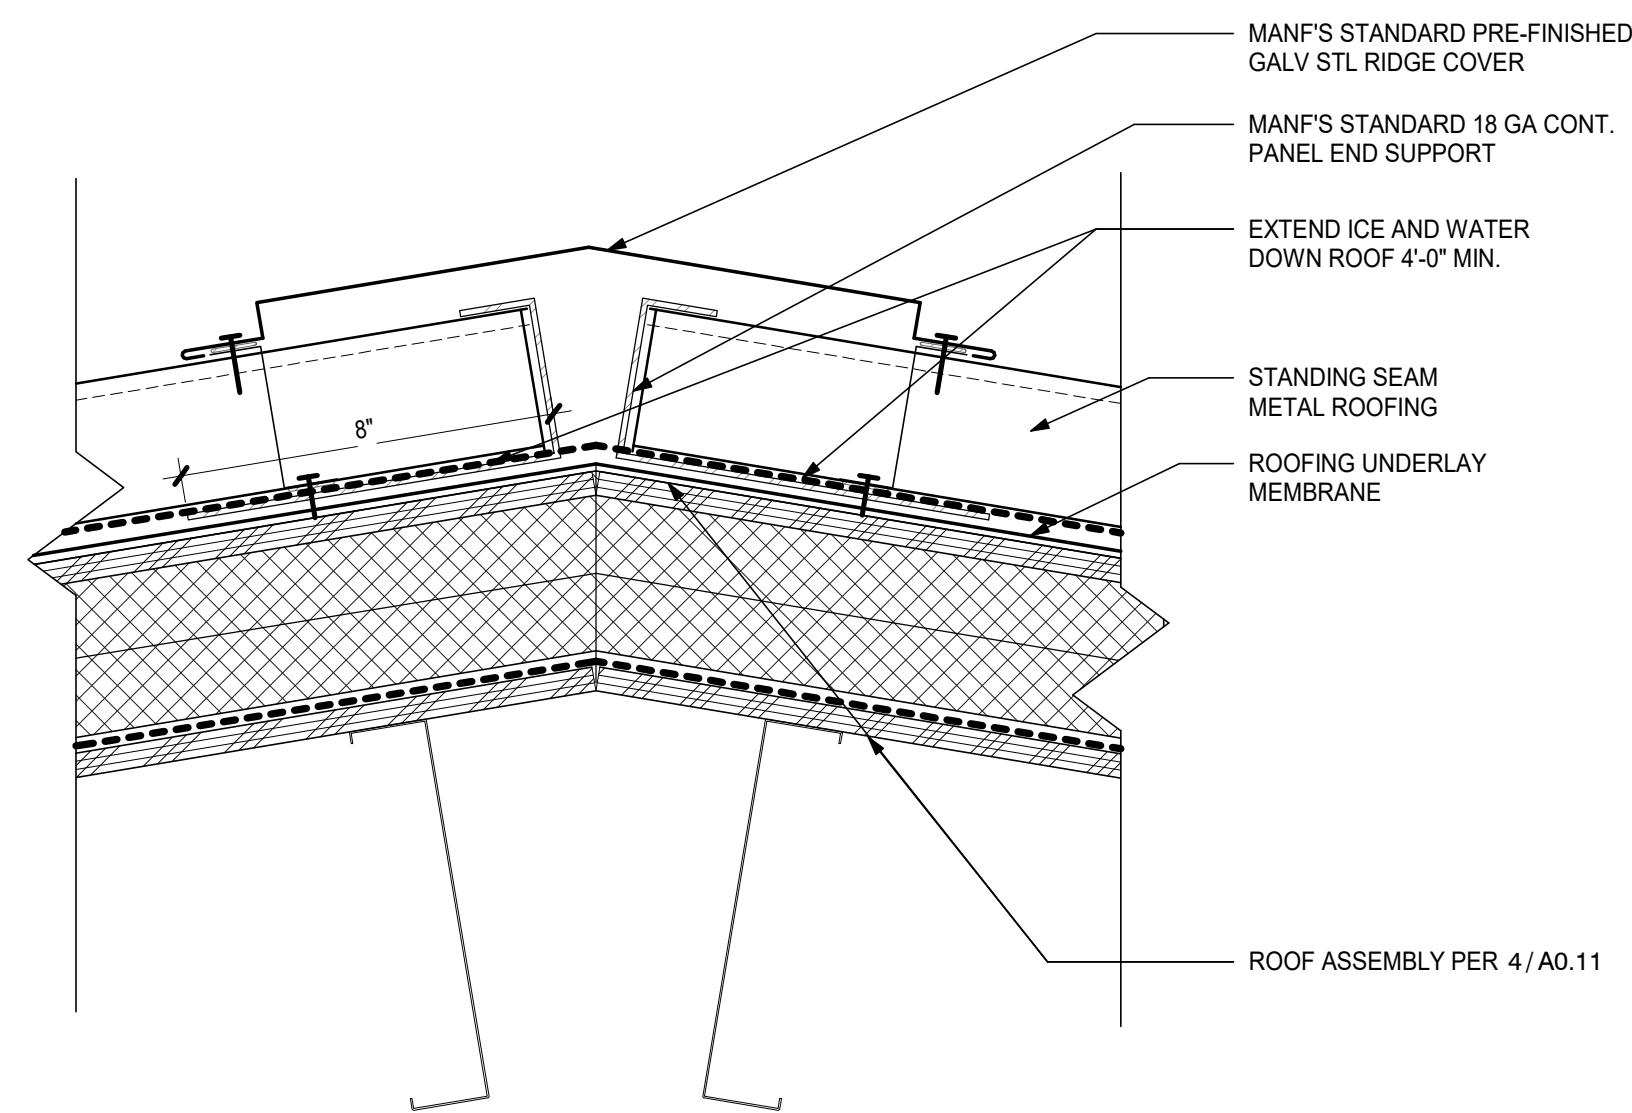 MANF'S STANDARD PRE-FINISHED
GALV STL RIDGE COVER
MANF'S STANDARD 18 GA CONT.
PANEL END SUPPORT
EXTEND ICE AND WATER
DOWN ROOF 4'-0" MIN.
STANDING SEAM
METAL ROOFING
8"
ROOFING UNDERLAY
MEMBRANE
ROOF ASSEMBLY PER 4/A0.11